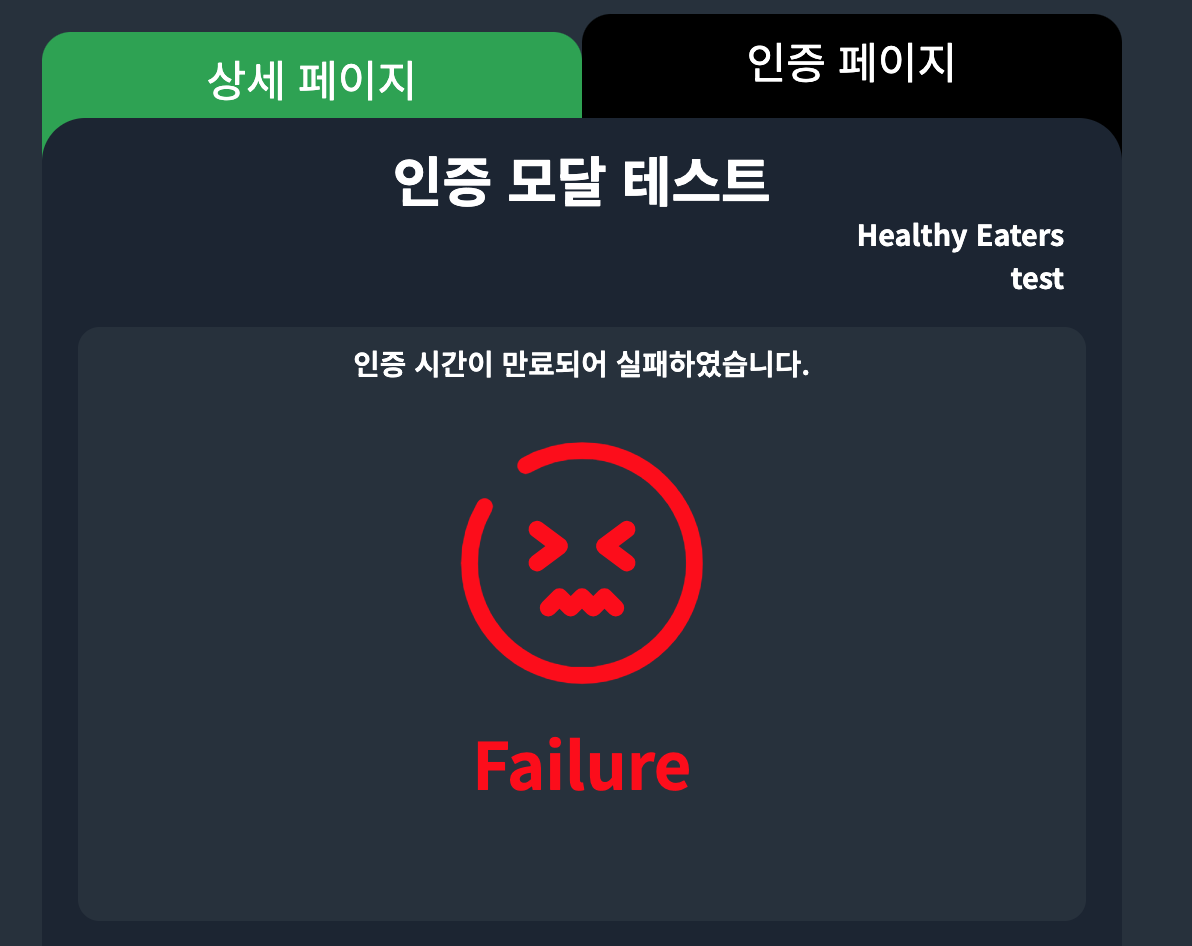 상세 페이지
인증 페이지
인증 모달 테스트
Healthy Eaters
test
인증 시간이 만료되어 실패하였습니다.
Failure